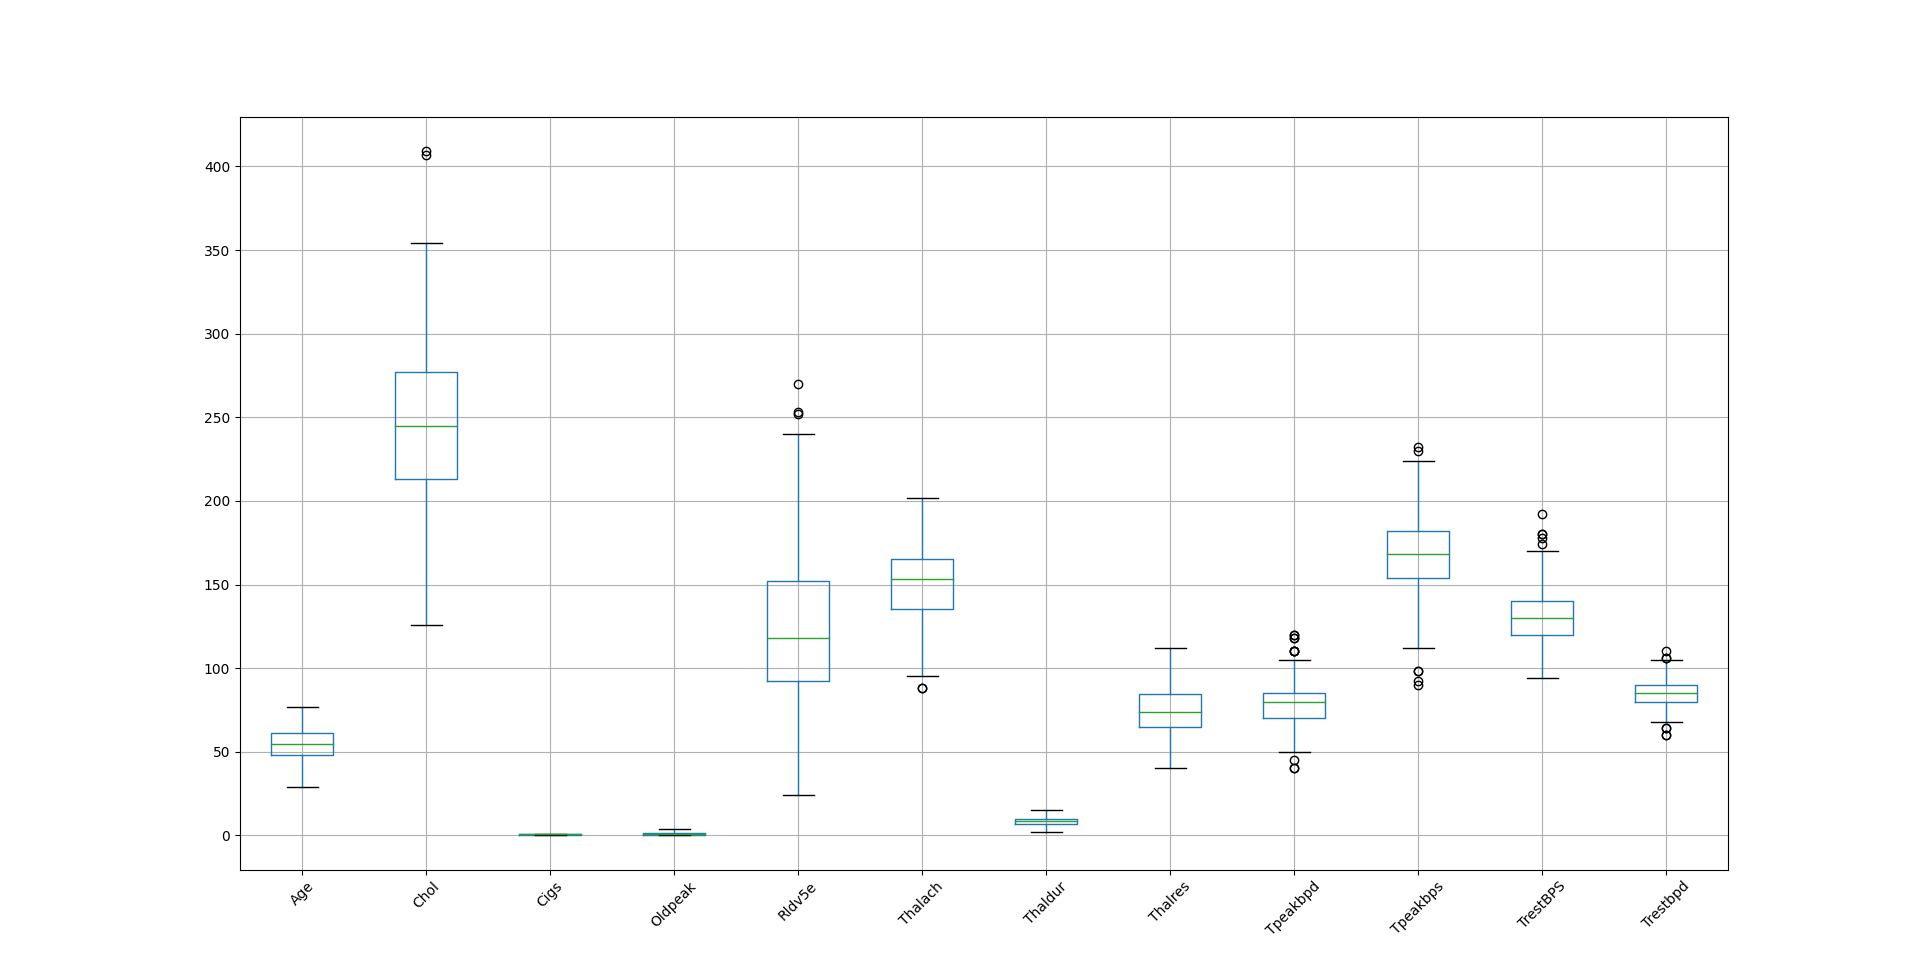 400
350
300
250
200
150
100
50
0
Age
Chol
Cigs
Oldpeak
Rldv5e
Thalach
Thaldur
Thalres
Tpeakbpd
Tpeakbps
TrestBPS
Trestbpd